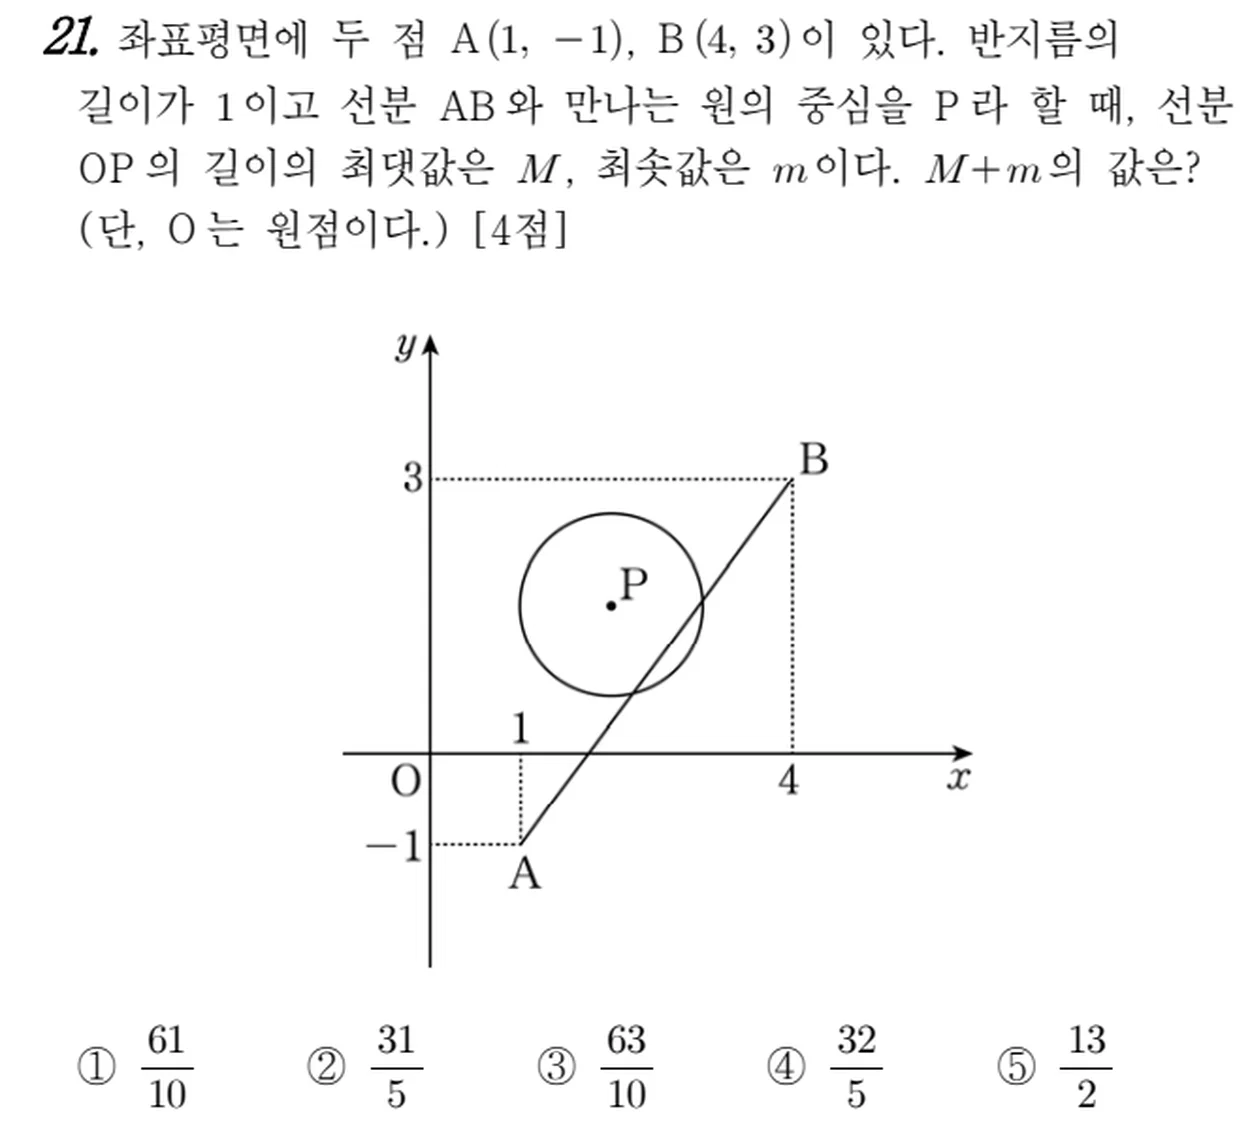 21. 좌표평면에 두 점 A(1, −1), B(4, 3)이 있다. 반지름의
길이가 1이고 선분 AB와 만나는 원의 중심을 P라 할 때, 선분
OP의 길이의 최댓값은 M, 최솟값은 m이다. M+m의 값은?
(단, O는 원점이다.) [4점]
y
B
3
P
1
O
4
x
−1
A
① 61/10 ② 31/5 ③ 63/10 ④ 32/5 ⑤ 13/2